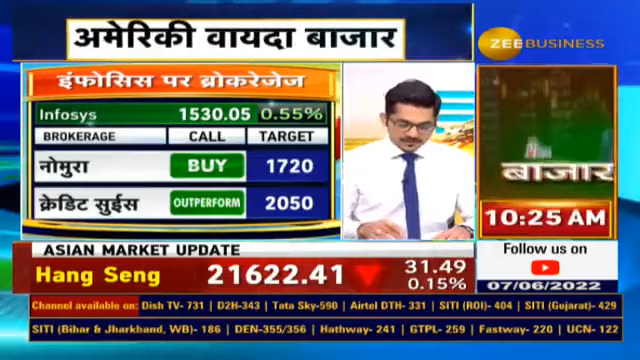 अमेरिकी वायदा बाजार
ZEE BUSINESS
इंफोसिस पर ब्रोकरेजेज
Infosys 1530.05 0.55%
BROKERAGE CALL TARGET
नोमुरा BUY 1720
क्रेडिट सुईस OUTPERFORM 2050
बाजार
10:25 AM
ASIAN MARKET UPDATE
Hang Seng 21622.41 31.49 0.15%
Follow us on
07/06/2022
Channel available on: Dish TV- 731 | D2H-343 | Tata Sky-590 | Airtel DTH- 331 | SITI (ROI)- 404 | SITI (Gujarat)- 429
SITI (Bihar & Jharkhand, WB)- 186 | DEN-355/356 | Hathway- 241 | GTPL- 259 | Fastway- 220 | UCN- 122